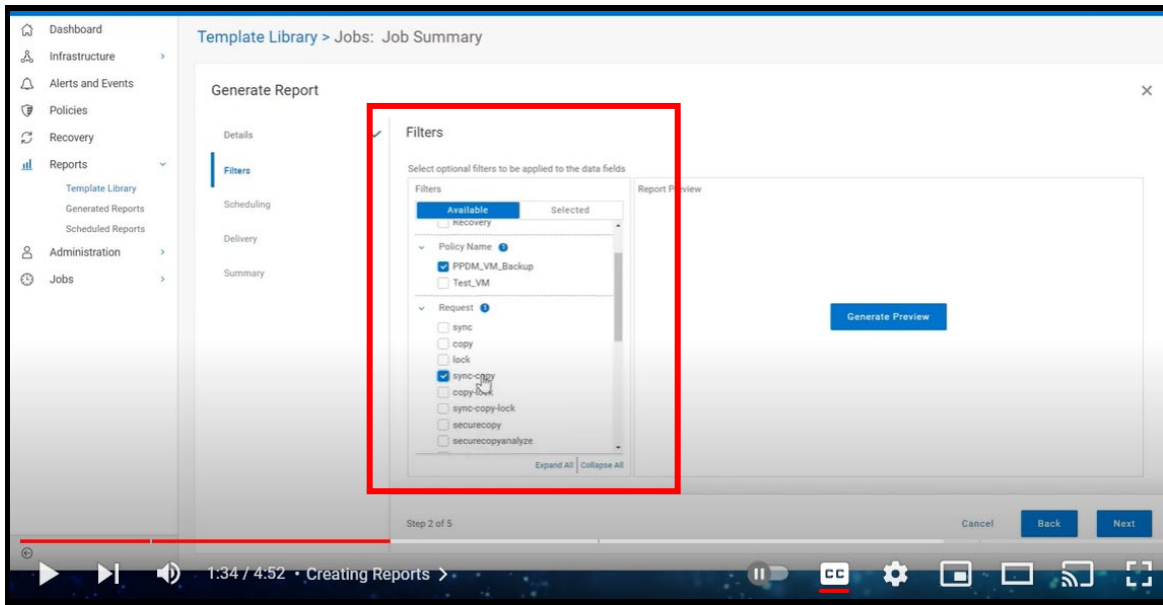 Dashboard
Infrastructure
Alerts and Events
Policies
Recovery
Reports
Template Library
Generated Reports
Scheduled Reports
Administration
Jobs
Template Library > Jobs: Job Summary
Generate Report
Details
Filters
Scheduling
Delivery
Summary
Filters
Select optional filters to be applied to the data fields
Filters
Available Selected
Recovery
Policy Name
PPDM_VM_Backup
Test_VM
Request
sync
copy
lock
sync-copy
copy-lock
sync-copy-lock
securecopy
securecopyanalyze
Expand All Collapse All
Report Preview
Generate Preview
Step 2 of 5
Cancel Back Next
1:34 / 4:52 • Creating Reports
CC